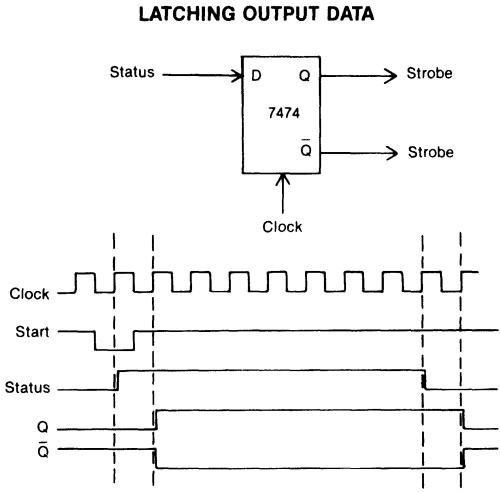 LATCHING OUTPUT DATA
Status
D Q
Strobe
7474
Q̅
Strobe
Clock
Clock
Start
Status
Q
Q̅